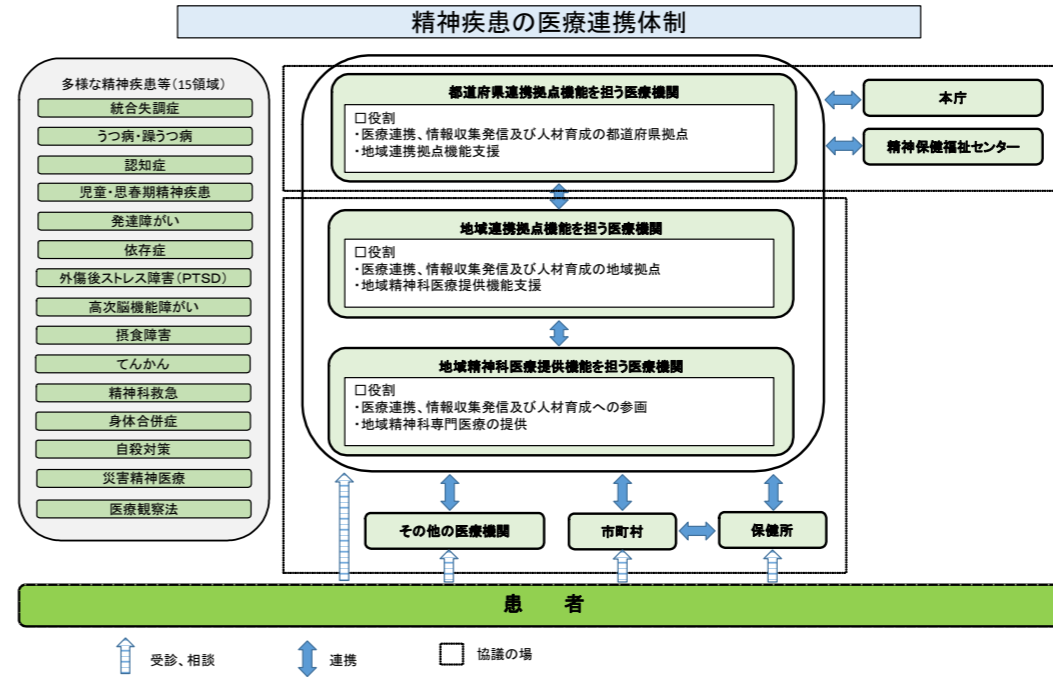 精神疾患の医療連携体制
多様な精神疾患等(15領域)
統合失調症
うつ病・躁うつ病
認知症
児童・思春期精神疾患
発達障がい
依存症
外傷後ストレス障害(PTSD)
高次脳機能障がい
摂食障害
てんかん
精神科救急
身体合併症
自殺対策
災害精神医療
医療観察法
都道府県連携拠点機能を担う医療機関
□役割
・医療連携、情報収集発信及び人材育成の都道府県拠点
・地域連携拠点機能支援
本庁
精神保健福祉センター
地域連携拠点機能を担う医療機関
□役割
・医療連携、情報収集発信及び人材育成の地域拠点
・地域精神科医療提供機能支援
地域精神科医療提供機能を担う医療機関
□役割
・医療連携、情報収集発信及び人材育成への参画
・地域精神科専門医療の提供
その他の医療機関
市町村
保健所
患 者
受診、相談
連携
協議の場